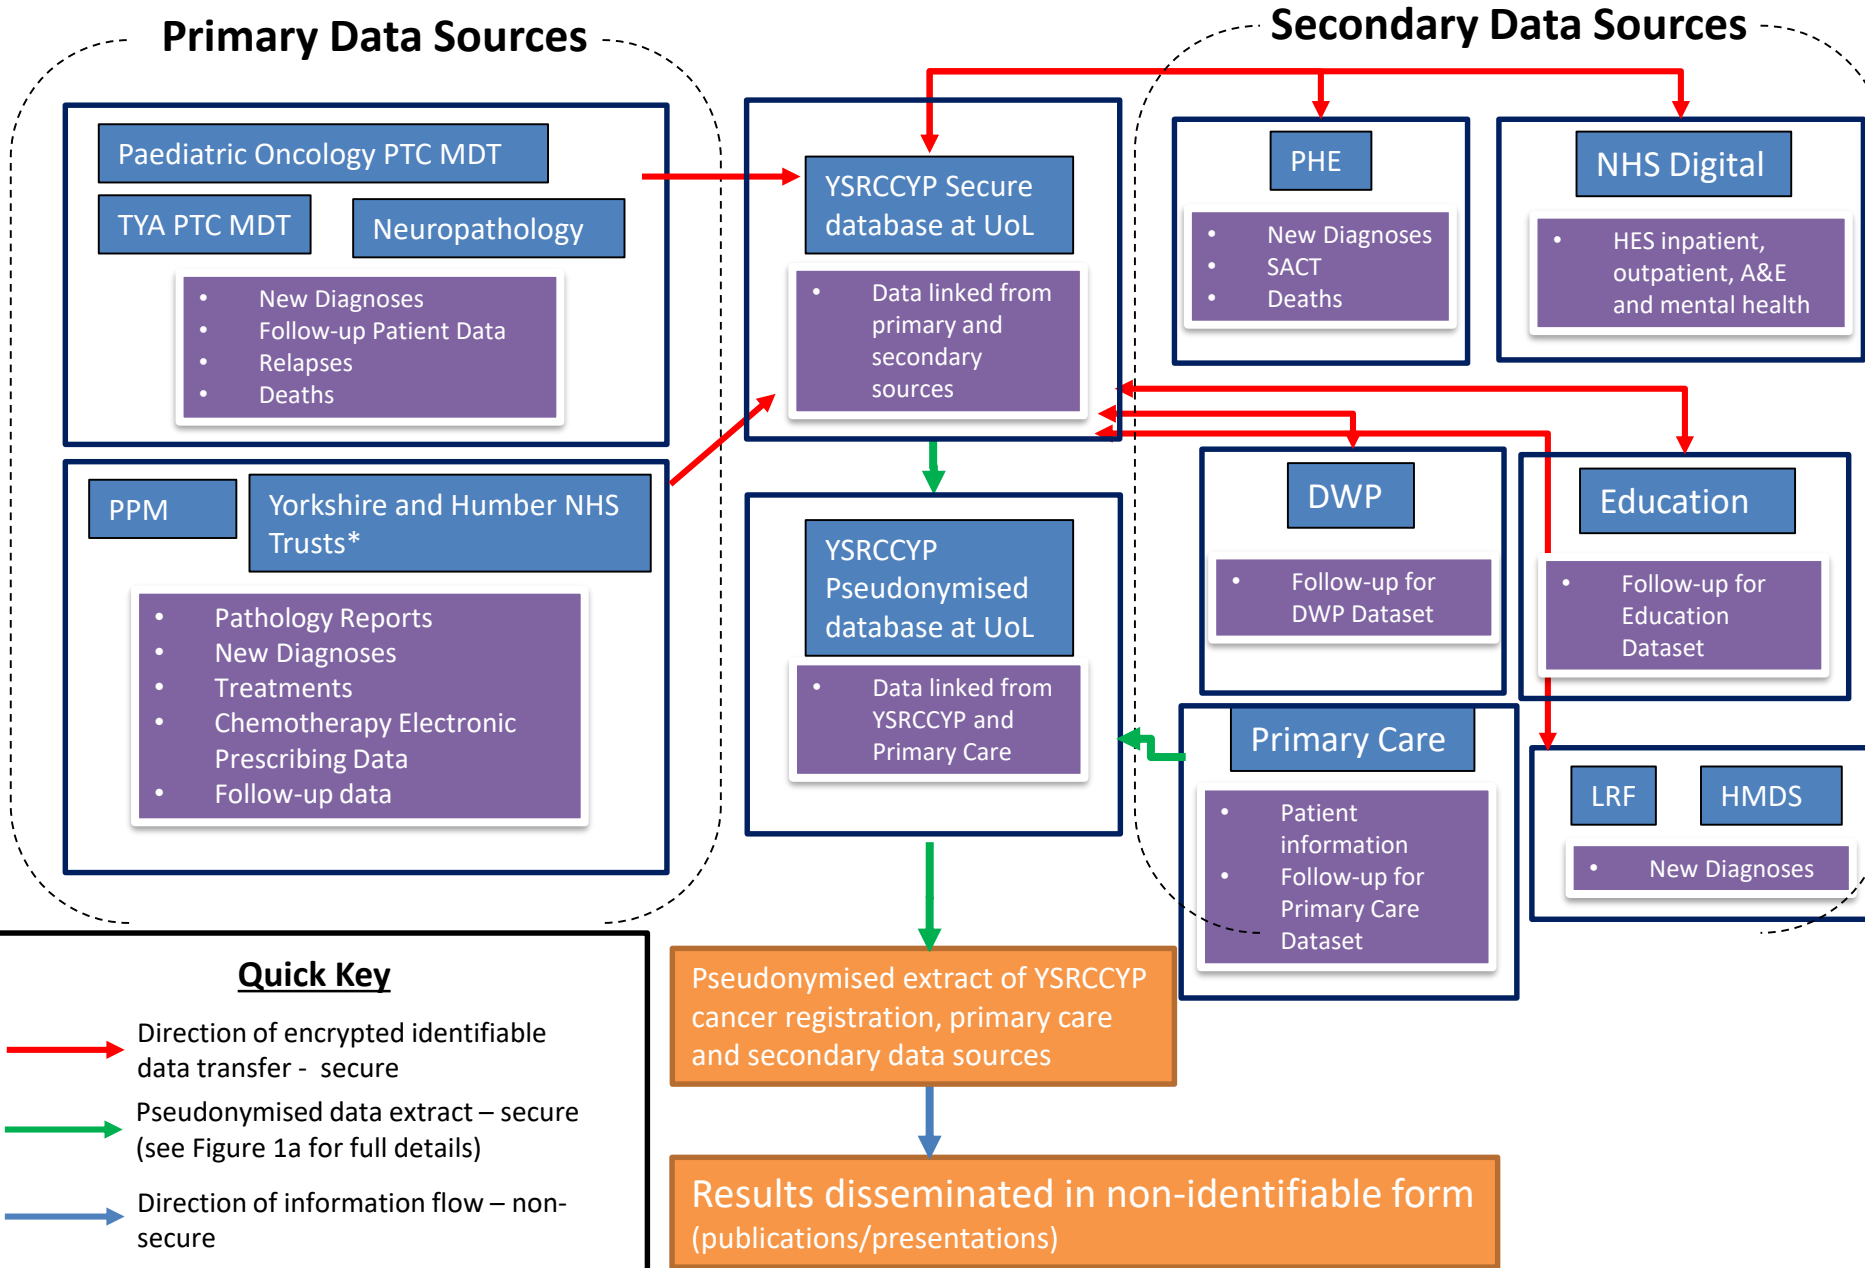 Primary Data Sources
Secondary Data Sources
Paediatric Oncology PTC MDT
TYA PTC MDT
Neuropathology
• New Diagnoses
• Follow-up Patient Data
• Relapses
• Deaths
PPM
Yorkshire and Humber NHS
Trusts*
• Pathology Reports
• New Diagnoses
• Treatments
• Chemotherapy Electronic
Prescribing Data
• Follow-up data
YSRCCYP Secure
database at UoL
• Data linked from
primary and
secondary
sources
YSRCCYP
Pseudonymised
database at UoL
• Data linked from
YSRCCYP and
Primary Care
PHE
• New Diagnoses
• SACT
• Deaths
NHS Digital
• HES inpatient,
outpatient, A&E
and mental health
DWP
• Follow-up for
DWP Dataset
Education
• Follow-up for
Education
Dataset
Primary Care
• Patient
information
• Follow-up for
Primary Care
Dataset
LRF
HMDS
• New Diagnoses
Pseudonymised extract of YSRCCYP
cancer registration, primary care
and secondary data sources
Results disseminated in non-identifiable form
(publications/presentations)
Quick Key
Direction of encrypted identifiable
data transfer - secure
Pseudonymised data extract – secure
(see Figure 1a for full details)
Direction of information flow – non-
secure